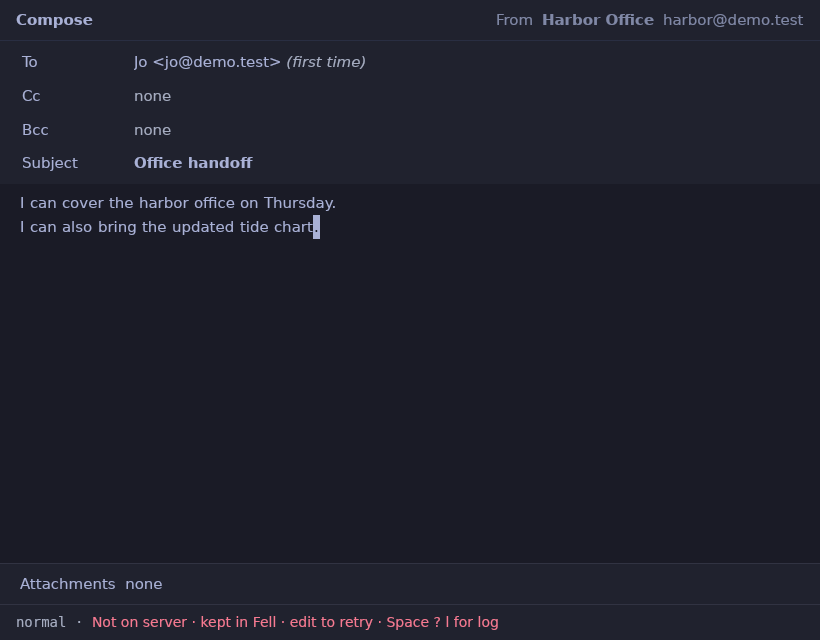 Compose From Harbor Office harbor@demo.test
To Jo <jo@demo.test> (first time)
Cc none
Bcc none
Subject Office handoff
I can cover the harbor office on Thursday.
I can also bring the updated tide chart.
Attachments none
normal · Not on server · kept in Fell · edit to retry · Space ? l for log